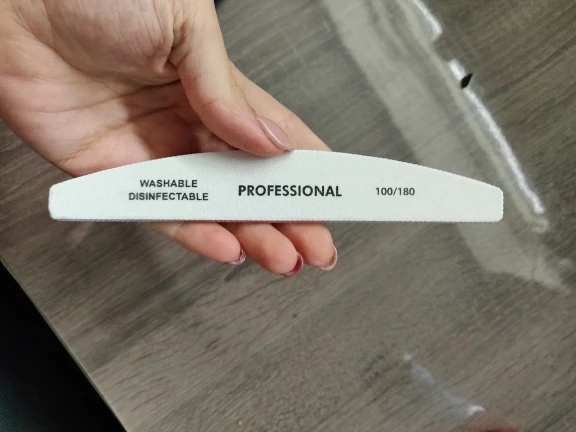 WASHABLE
DISINFECTABLE
PROFESSIONAL
100/180